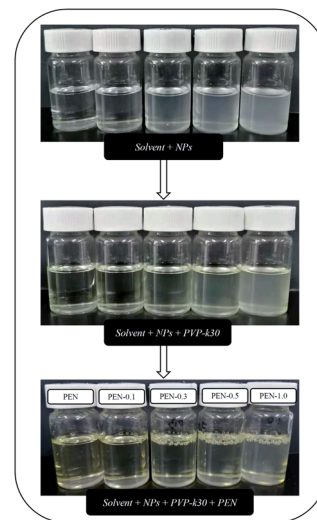 Solvent + NPs
Solvent + NPs + PVP-k30
PEN
PEN-0.1
PEN-0.3
PEN-0.5
PEN-1.0
Solvent + NPs + PVP-k30 + PEN